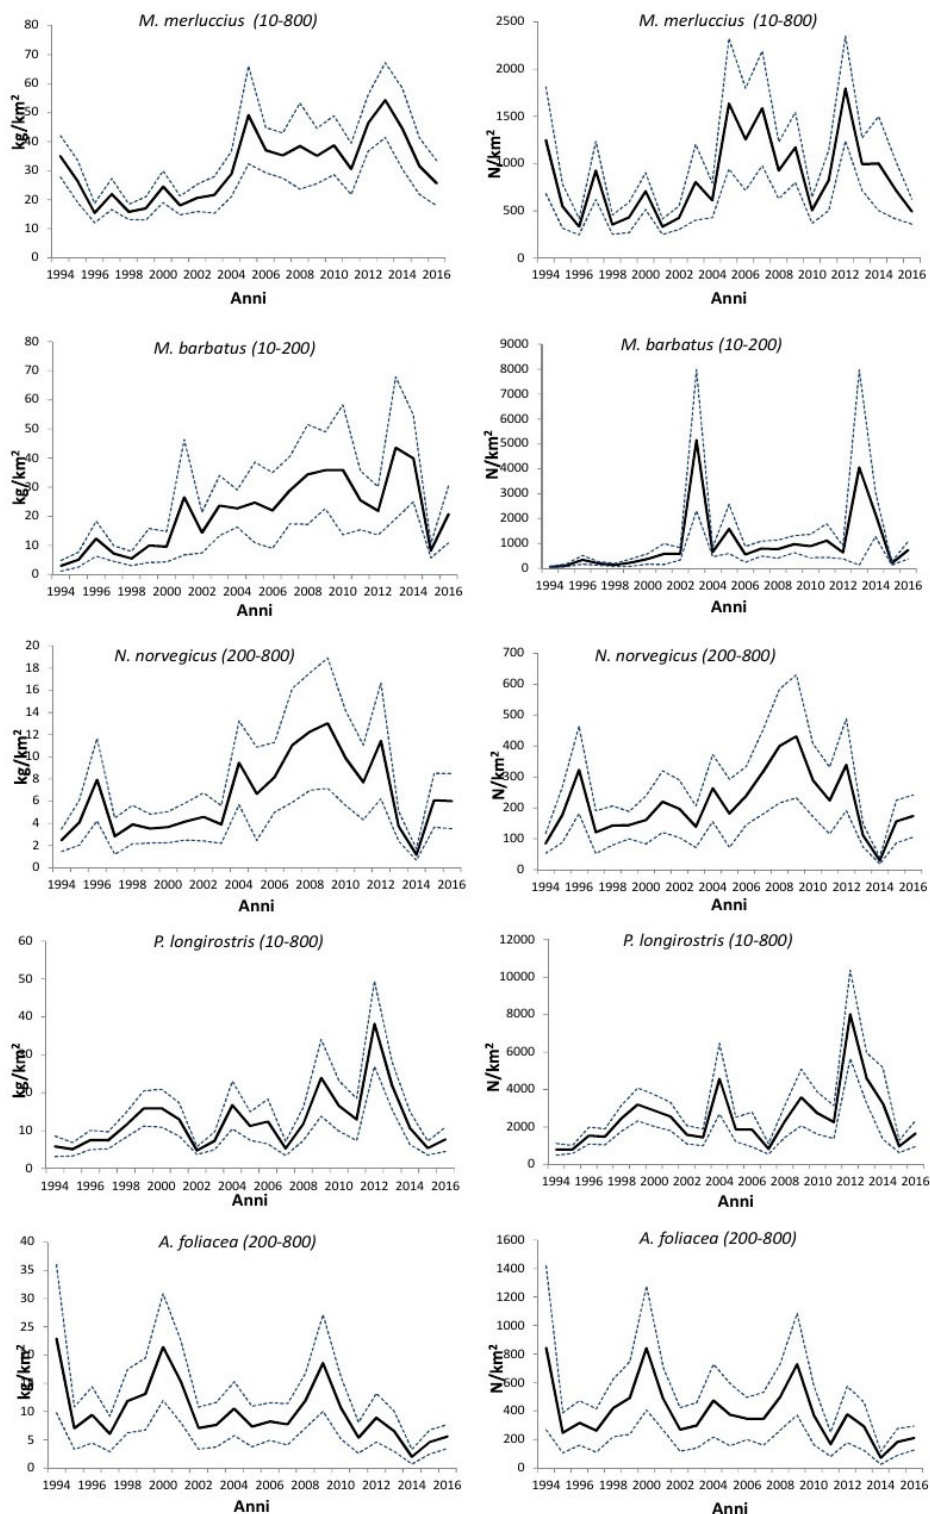 M. merluccius (10-800)
kg/km²
80
70
60
50
40
30
20
10
0
1994 1996 1998 2000 2002 2004 2006 2008 2010 2012 2014 2016
Anni
M. merluccius (10-800)
N/km²
2500
2000
1500
1000
500
0
1994 1996 1998 2000 2002 2004 2006 2008 2010 2012 2014 2016
Anni
M. barbatus (10-200)
kg/km²
80
70
60
50
40
30
20
10
0
1994 1996 1998 2000 2002 2004 2006 2008 2010 2012 2014 2016
Anni
M. barbatus (10-200)
N/km²
9000
8000
7000
6000
5000
4000
3000
2000
1000
0
1994 1996 1998 2000 2002 2004 2006 2008 2010 2012 2014 2016
Anni
N. norvegicus (200-800)
kg/km²
20
18
16
14
12
10
8
6
4
2
0
1994 1996 1998 2000 2002 2004 2006 2008 2010 2012 2014 2016
Anni
N. norvegicus (200-800)
N/km²
700
600
500
400
300
200
100
0
1994 1996 1998 2000 2002 2004 2006 2008 2010 2012 2014 2016
Anni
P. longirostris (10-800)
kg/km²
60
50
40
30
20
10
0
1994 1996 1998 2000 2002 2004 2006 2008 2010 2012 2014 2016
Anni
P. longirostris (10-800)
N/km²
12000
10000
8000
6000
4000
2000
0
1994 1996 1998 2000 2002 2004 2006 2008 2010 2012 2014 2016
Anni
A. foliacea (200-800)
kg/km²
40
35
30
25
20
15
10
5
0
1994 1996 1998 2000 2002 2004 2006 2008 2010 2012 2014 2016
Anni
A. foliacea (200-800)
N/km²
1600
1400
1200
1000
800
600
400
200
0
1994 1996 1998 2000 2002 2004 2006 2008 2010 2012 2014 2016
Anni